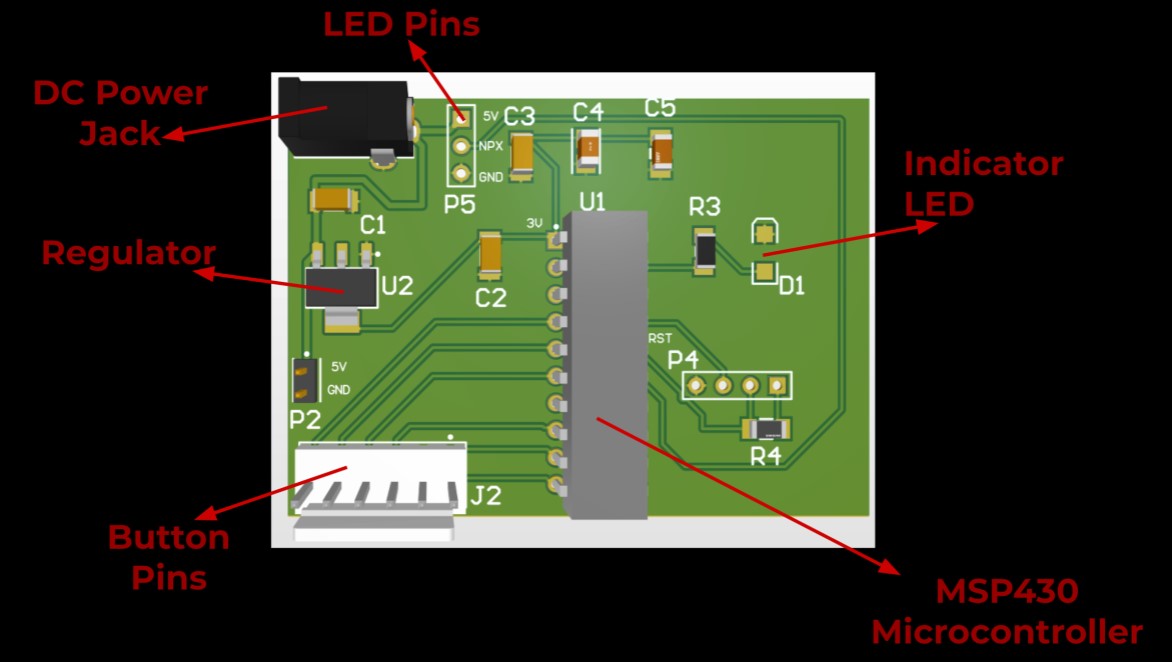 LED Pins
DC Power
Jack
5V
C3
C4
C5
NPX
GND
P5
Indicator
LED
U1
R3
C1
3V
Regulator
U2
C2
D1
RST
P4
5V
GND
P2
R4
J2
Button
Pins
MSP430
Microcontroller